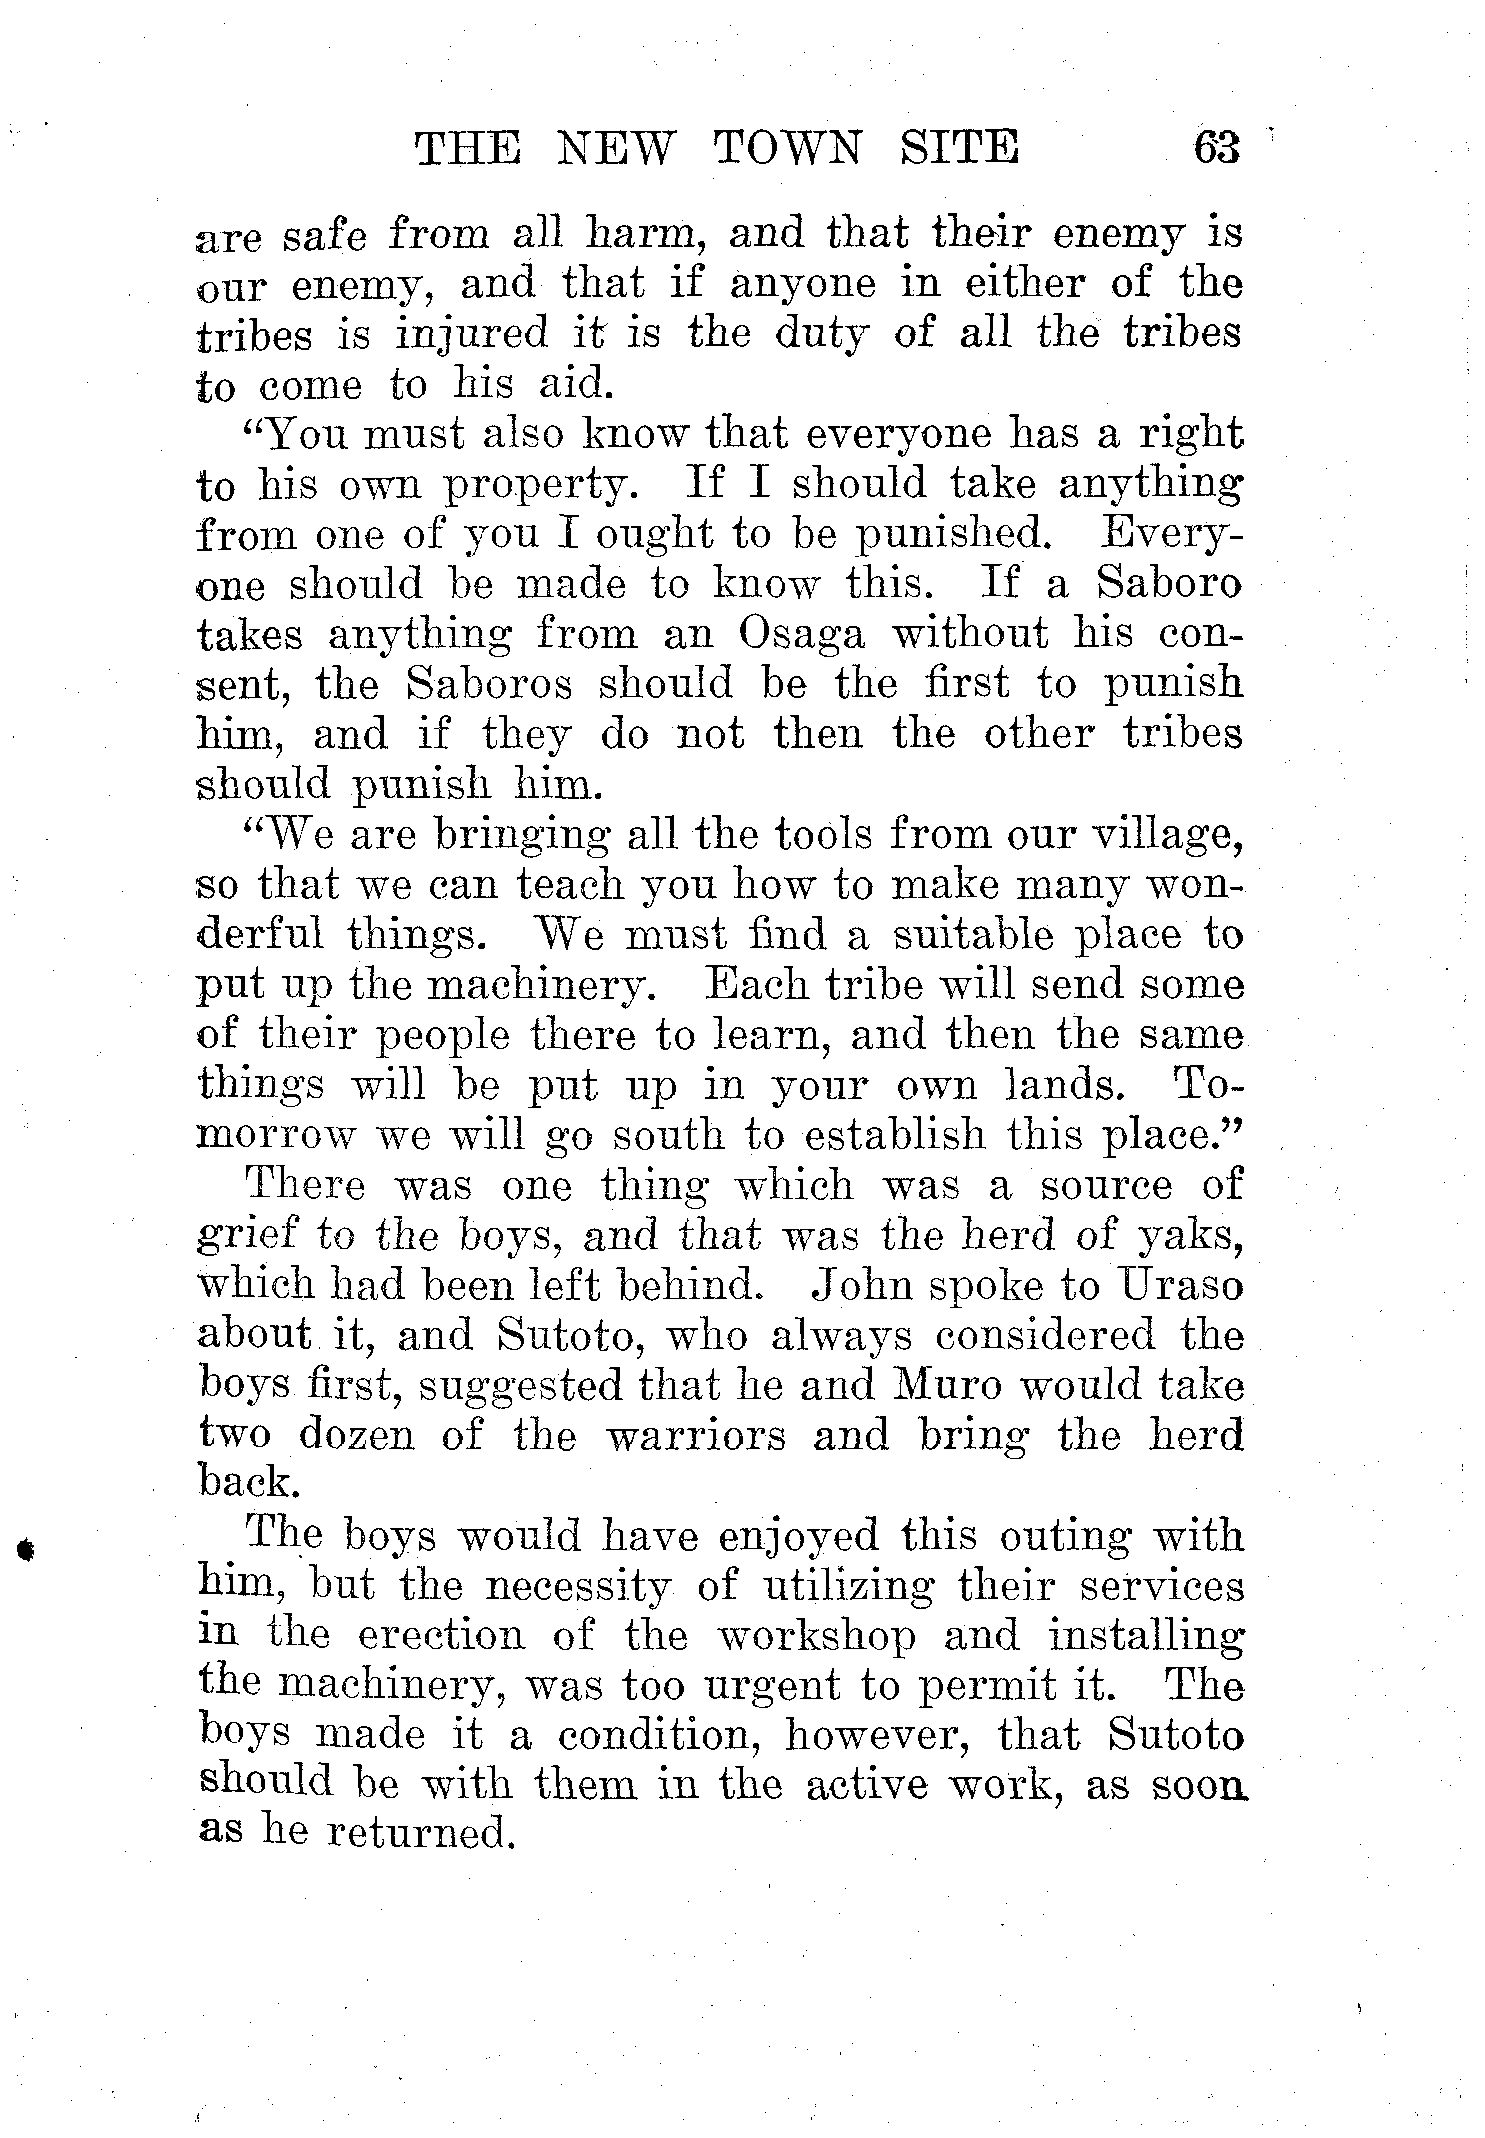 THE NEW TOWN SITE 63
are safe from all harm, and that their enemy is
our enemy, and that if anyone in either of the
tribes is injured it is the duty of all the tribes
to come to his aid.
“You must also know that everyone has a right
to his own property. If I should take anything
from one of you I ought to be punished. Every-
one should be made to know this. If a Saboro
takes anything from an Osaga without his con-
sent, the Saboros should be the first to punish
him, and if they do not then the other tribes
should punish him.
“We are bringing all the tools from our village,
so that we can teach you how to make many won-
derful things. We must find a suitable place to
put up the machinery. Each tribe will send some
of their people there to learn, and then the same
things will be put up in your own lands. To-
morrow we will go south to establish this place.”
There was one thing which was a source of
grief to the boys, and that was the herd of yaks,
which had been left behind. John spoke to Uraso
about it, and Sutoto, who always considered the
boys first, suggested that he and Muro would take
two dozen of the warriors and bring the herd
back.
The boys would have enjoyed this outing with
him, but the necessity of utilizing their services
in the erection of the workshop and installing
the machinery, was too urgent to permit it. The
boys made it a condition, however, that Sutoto
should be with them in the active work, as soon
as he returned.